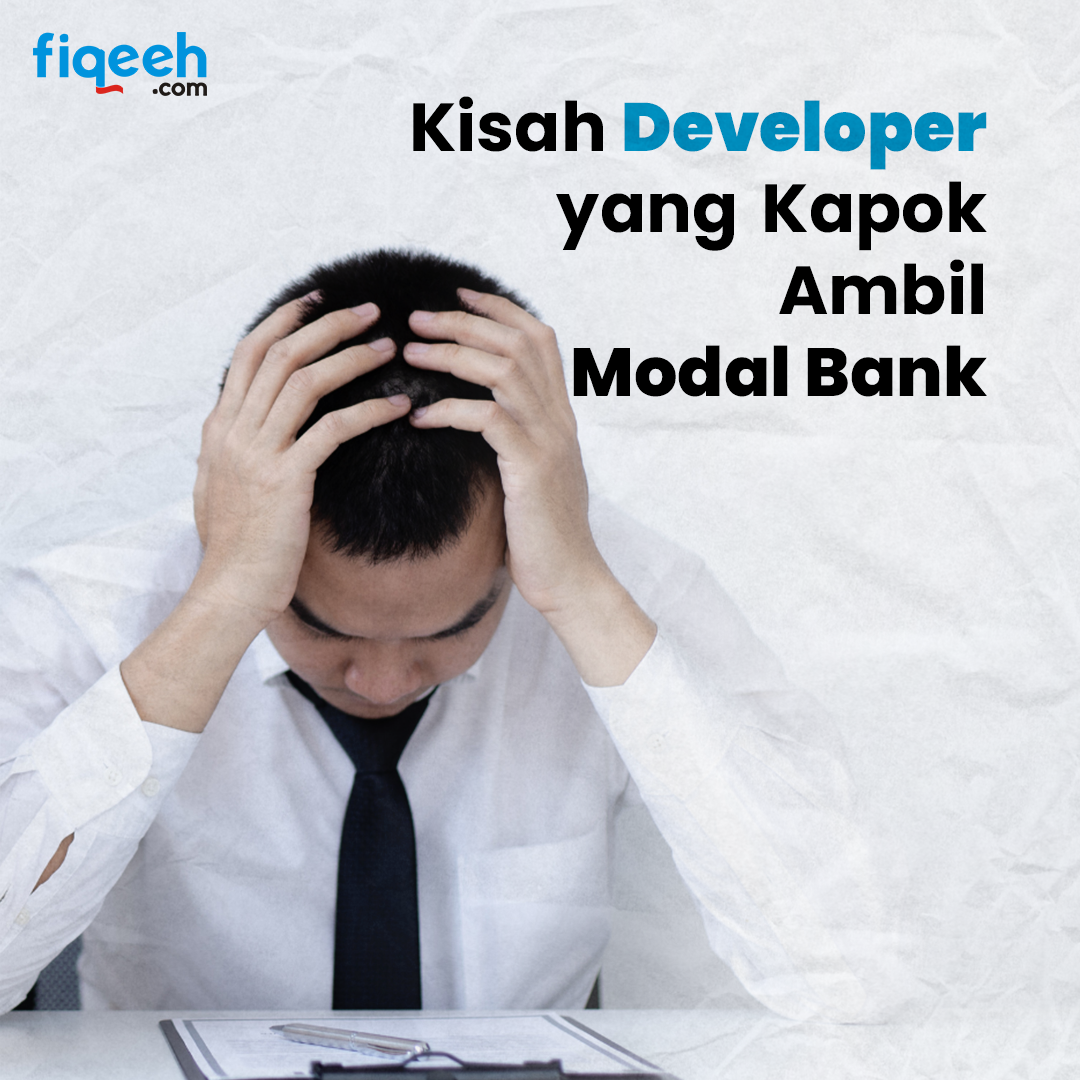 fiqeeh
.com
Kisah Developer
yang Kapok
Ambil
Modal Bank